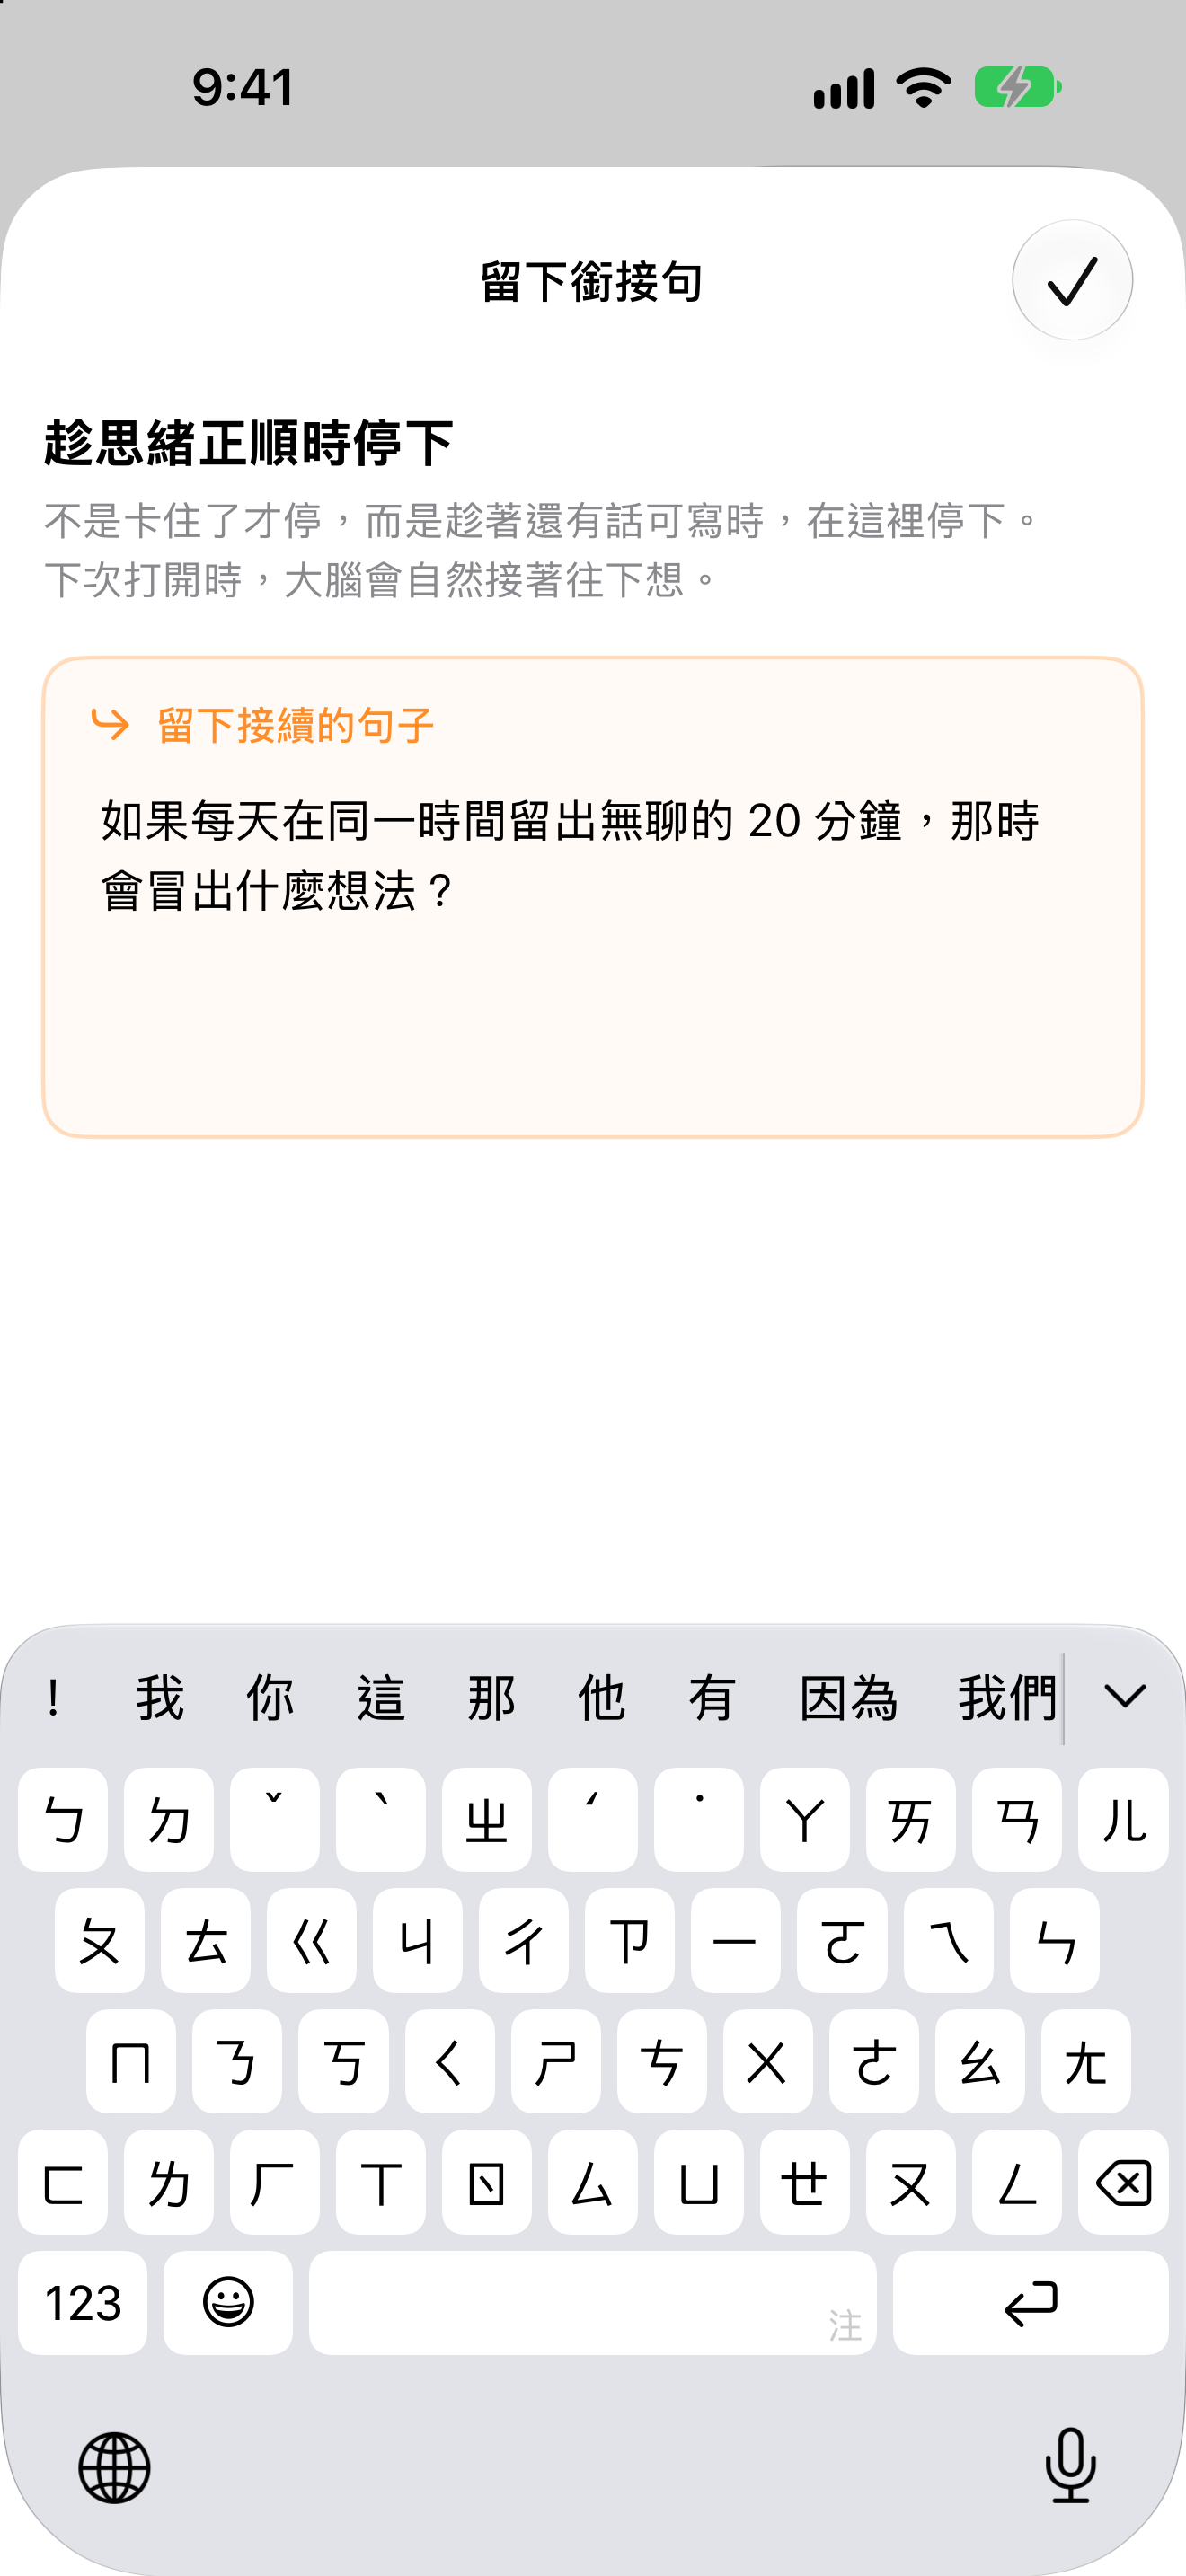 9:41
留下銜接句
趁思緒正順時停下
不是卡住了才停，而是趁著還有話可寫時，在這裡停下。
下次打開時，大腦會自然接著往下想。
留下接續的句子
如果每天在同一時間留出無聊的 20 分鐘，那時
會冒出什麼想法？
！ 我 你 這 那 他 有 因為 我們
ㄅ ㄉ ˇ ˋ ㄓ ˊ ˙ ㄚ ㄞ ㄢ ㄦ
ㄆ ㄊ ㄍ ㄐ ㄔ ㄗ ㄧ ㄛ ㄟ ㄣ
ㄇ ㄋ ㄎ ㄑ ㄕ ㄘ ㄨ ㄜ ㄠ ㄤ
ㄈ ㄌ ㄏ ㄒ ㄖ ㄙ ㄩ ㄝ ㄡ ㄥ
123 注